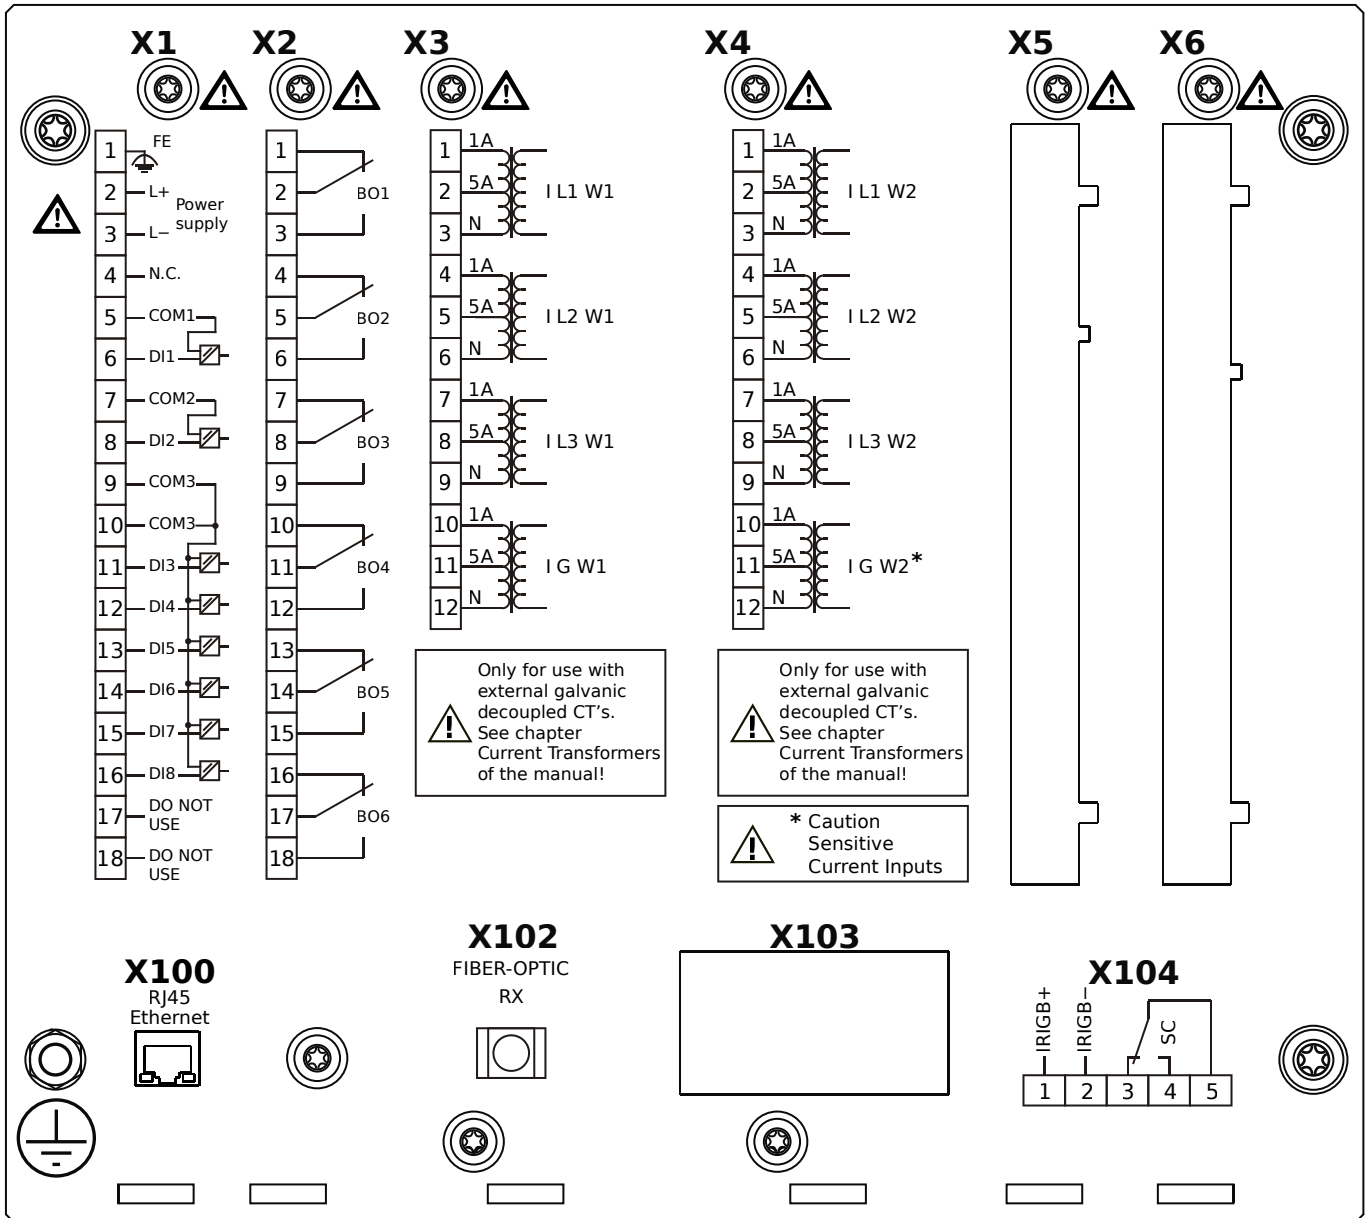 X1
X2
X3
X4
X5
X6
1 FE
2 L+
Power
supply
3 L−
4 N.C.
5 COM1
6 DI1
7 COM2
8 DI2
9 COM3
10 COM3
11 DI3
12 DI4
13 DI5
14 DI6
15 DI7
16 DI8
17 DO NOT
USE
18 DO NOT
USE
1
2 BO1
3
4
5 BO2
6
7
8 BO3
9
10
11 BO4
12
13
14 BO5
15
16
17 BO6
18
1 1A
2 5A I L1 W1
3 N
4 1A
5 5A I L2 W1
6 N
7 1A
8 5A I L3 W1
9 N
10 1A
11 5A I G W1
12 N
Only for use with
external galvanic
decoupled CT's.
See chapter
Current Transformers
of the manual!
1 1A
2 5A I L1 W2
3 N
4 1A
5 5A I L2 W2
6 N
7 1A
8 5A I L3 W2
9 N
10 1A
11 5A I G W2*
12 N
Only for use with
external galvanic
decoupled CT's.
See chapter
Current Transformers
of the manual!
* Caution
Sensitive
Current Inputs
X100
RJ45
Ethernet
X102
FIBER-OPTIC
RX
X103
X104
IRIGB+
IRIGB−
SC
1 2 3 4 5